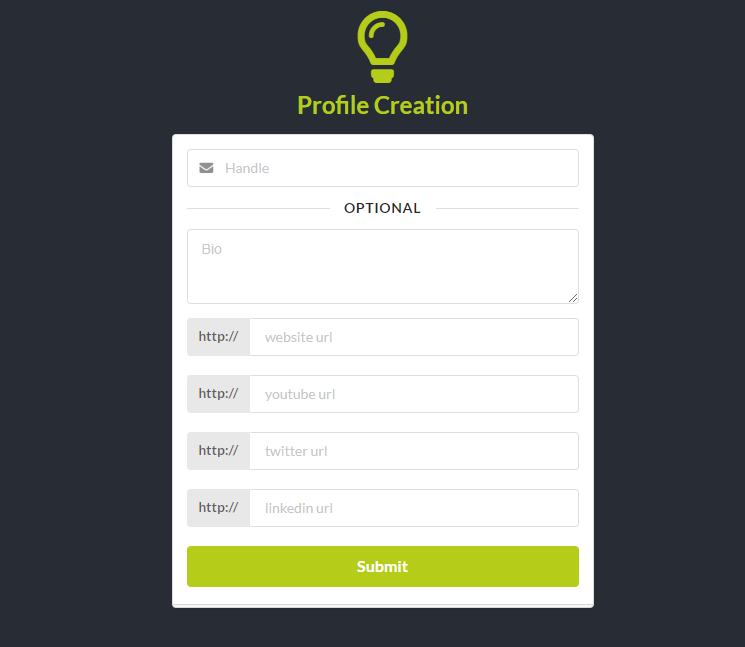 Profile Creation
Handle
OPTIONAL
Bio
http:// website url
http:// youtube url
http:// twitter url
http:// linkedin url
Submit